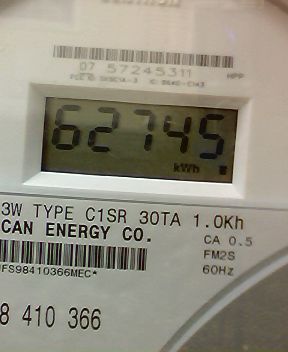 07 57245311
HPP
62745
kWh
3W TYPE C1SR 30TA 1.0Kh
CAN ENERGY CO.
CA 0.5
FM2S
60Hz
FS98410366MEC*
8 410 366